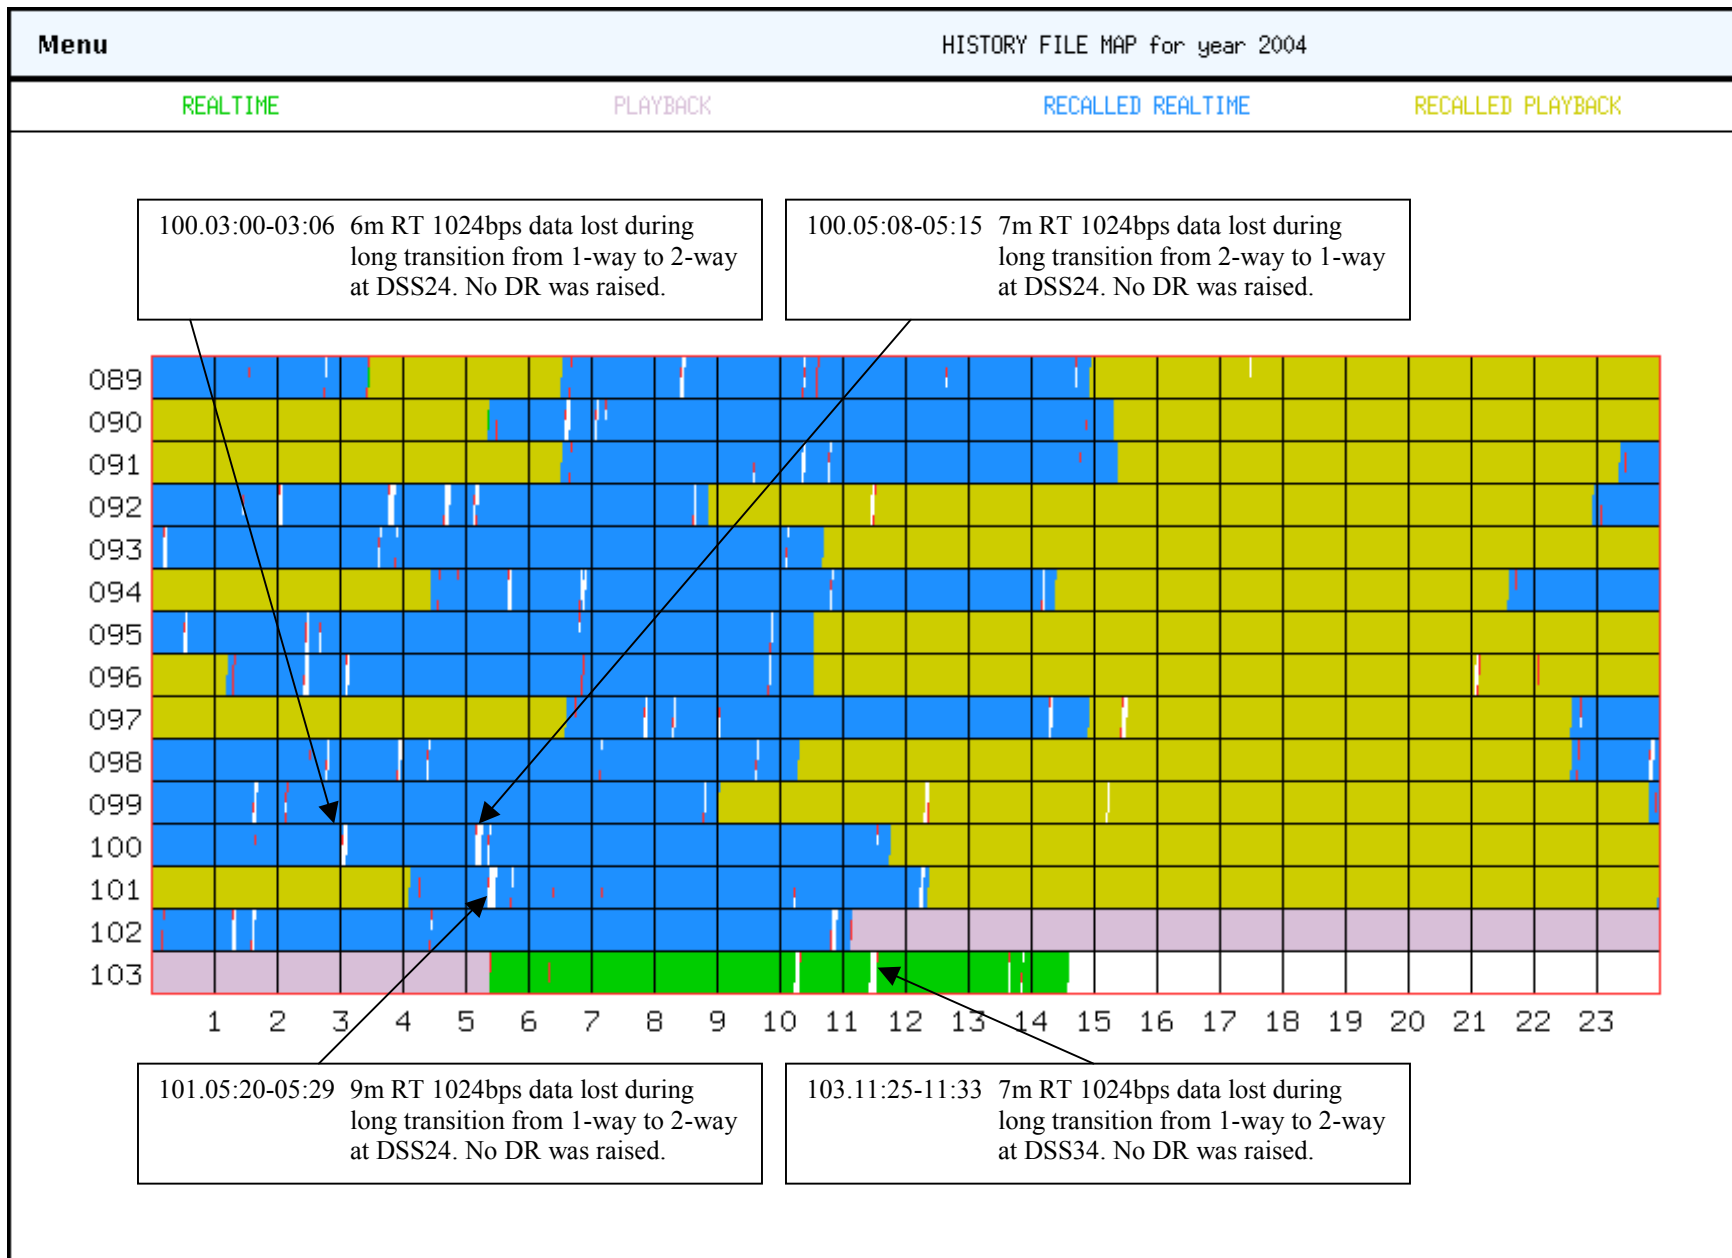 Menu HISTORY FILE MAP for year 2004
REALTIME PLAYBACK RECALLED REALTIME RECALLED PLAYBACK
100.03:00-03:06 6m RT 1024bps data lost during
long transition from 1-way to 2-way
at DSS24. No DR was raised.
100.05:08-05:15 7m RT 1024bps data lost during
long transition from 2-way to 1-way
at DSS24. No DR was raised.
089
090
091
092
093
094
095
096
097
098
099
100
101
102
103
1 2 3 4 5 6 7 8 9 10 11 12 13 14 15 16 17 18 19 20 21 22 23
101.05:20-05:29 9m RT 1024bps data lost during
long transition from 1-way to 2-way
at DSS24. No DR was raised.
103.11:25-11:33 7m RT 1024bps data lost during
long transition from 1-way to 2-way
at DSS34. No DR was raised.